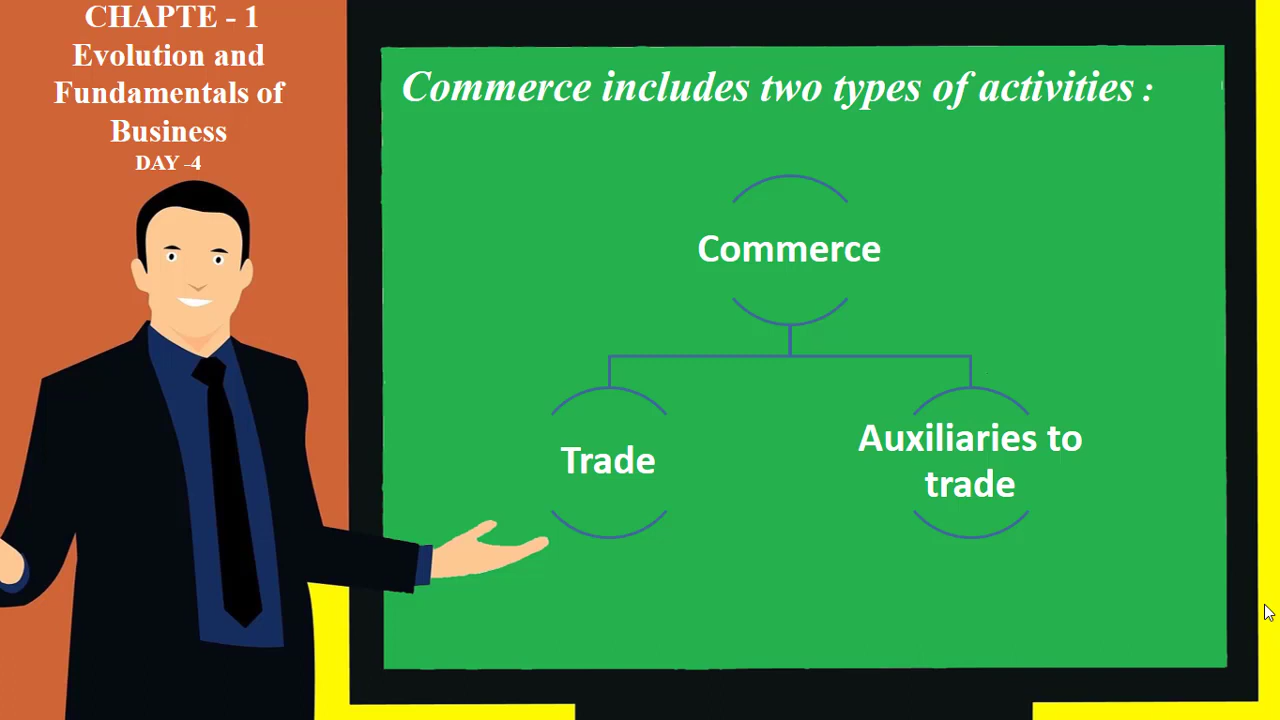 CHAPTE - 1
Evolution and
Fundamentals of
Business
DAY -4
Commerce includes two types of activities :
Commerce
Trade
Auxiliaries to
trade